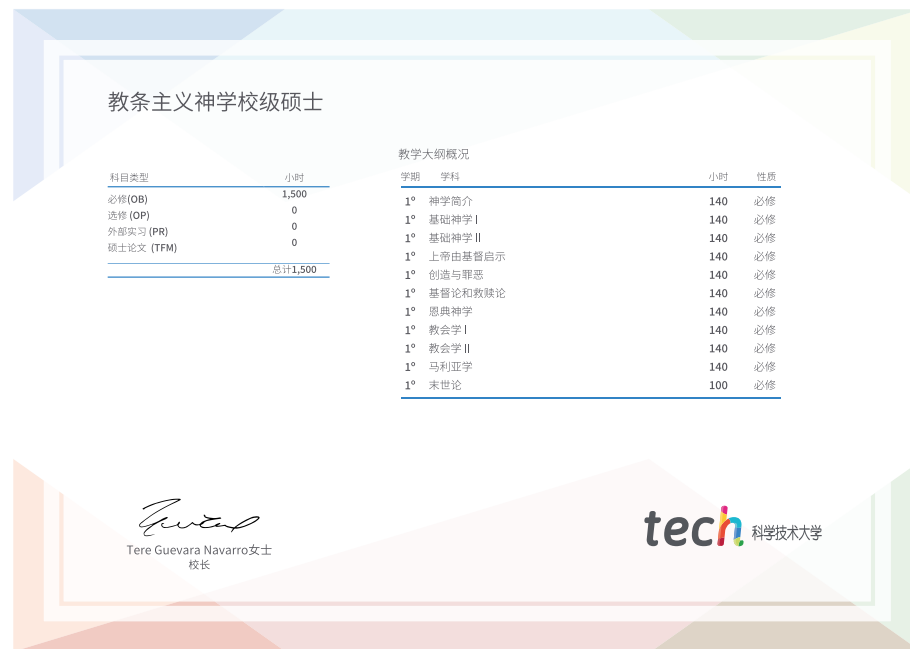 教条主义神学校级硕士
科目类型 小时
必修(OB) 1,500
选修 (OP) 0
外部实习 (PR) 0
硕士论文 (TFM) 0
总计1,500
教学大纲概况
学期 学科 小时 性质
1º 神学简介 140 必修
1º 基础神学 I 140 必修
1º 基础神学 II 140 必修
1º 上帝由基督启示 140 必修
1º 创造与罪恶 140 必修
1º 基督论和救赎论 140 必修
1º 恩典神学 140 必修
1º 教会学 I 140 必修
1º 教会学 II 140 必修
1º 马利亚学 140 必修
1º 末世论 100 必修
Tere Guevara Navarro女士
校长
tech 科学技术大学